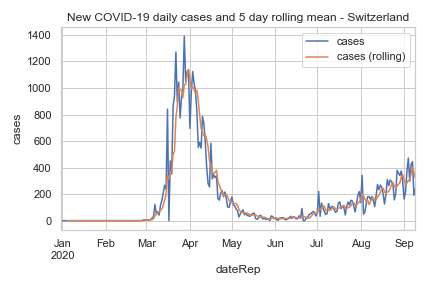 New COVID-19 daily cases and 5 day rolling mean - Switzerland
1400
1200
1000
800
600
400
200
0
cases
cases
cases (rolling)
Jan Feb Mar Apr May Jun Jul Aug Sep
2020
dateRep